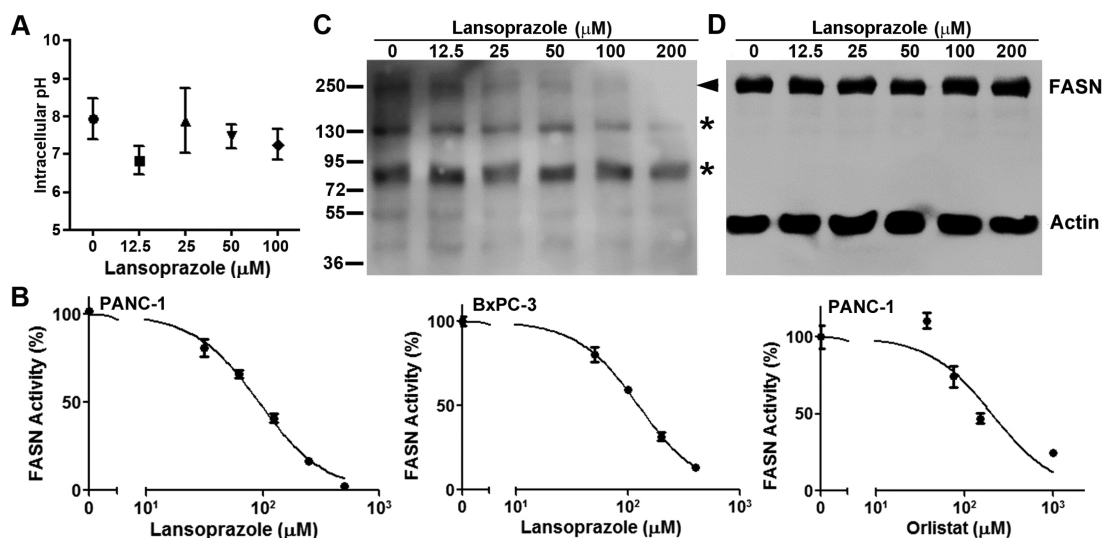 A
Intracellular pH
10
9
8
7
6
5
0 12.5 25 50 100
Lansoprazole (µM)
C
Lansoprazole (µM)
0 12.5 25 50 100 200
250
130
95
72
55
36
*
*
D
Lansoprazole (µM)
0 12.5 25 50 100 200
FASN
Actin
B
PANC-1
FASN Activity (%)
100
50
0
0 10¹ 10² 10³
Lansoprazole (µM)
BxPC-3
FASN Activity (%)
100
50
0
0 10¹ 10² 10³
Lansoprazole (µM)
PANC-1
FASN Activity (%)
100
50
0
0 10¹ 10² 10³
Orlistat (µM)